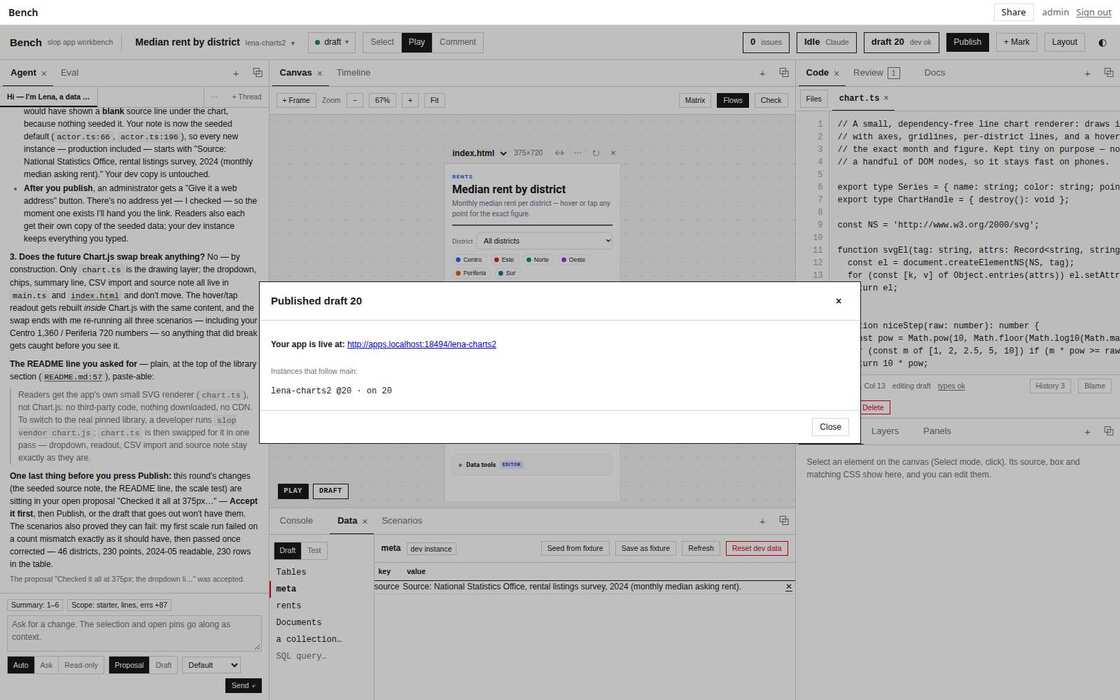 Bench
Share admin Sign out
Bench slop app workbench Median rent by district lena-charts2 draft Select Play Comment 0 issues Idle Claude draft 20 dev ok Publish + Mark Layout
Agent × Eval +
Canvas × Timeline +
Code × Review 1 Docs +
Hi — I'm Lena, a data … ··· + Thread
+ Frame Zoom − 67% + Fit Matrix Flows Check
Files chart.ts ×
would have shown a blank source line under the chart,
because nothing seeded it. Your note is now the seeded
default ( actor.ts:66 , actor.ts:196 ), so every new
instance — production included — starts with "Source:
National Statistics Office, rental listings survey, 2024 (monthly
median asking rent)." Your dev copy is untouched.
• After you publish, an administrator gets a "Give it a web
address" button. There's no address yet — I checked — so the
moment one exists I'll hand you the link. Readers also each
get their own copy of the seeded data; your dev instance
keeps everything you typed.
3. Does the future Chart.js swap break anything? No — by
construction. Only chart.ts is the drawing layer; the dropdown,
chips, summary line, CSV import and source note all live in
main.ts and index.html and don't move. The hover/tap
readout gets rebuilt inside Chart.js with the same content, and the
swap ends with me re-running all three scenarios — including your
Centro 1,360 / Periferia 720 numbers — so anything that did break
gets caught before you see it.
The README line you asked for — plain, at the top of the library
section ( README.md:57 ), paste-able:
Readers get the app's own small SVG renderer ( chart.ts ),
not Chart.js: no third-party code, nothing downloaded, no CDN.
To switch to the real pinned library, a developer runs slop
vendor chart.js ; chart.ts is then swapped for it in one
pass — dropdown, readout, CSV import and source note stay
exactly as they are.
One last thing before you press Publish: this round's changes
(the seeded source note, the README line, the scale test) are
sitting in your open proposal "Checked it all at 375px…" — Accept
it first, then Publish, or the draft that goes out won't have them.
The scenarios also proved they can fail: my first scale run failed on
a count mismatch exactly as it should have, then passed once
corrected — 46 districts, 230 points, 2024-05 readable, 230 rows
in the table.
The proposal "Checked it all at 375px; the dropdown li…" was accepted.
Summary: 1–6 Scope: starter, lines, errs +87
Ask for a change. The selection and open pins go along as
context.
Auto Ask Read-only Proposal Draft Default
Send
index.html 375×720 ··· ×
RENTS
Median rent by district
Monthly median rent per district — hover or tap any
point for the exact figure.
District All districts
Centro Este Norte Oeste
Periferia Sur
Published draft 20 ×
Your app is live at: http://apps.localhost:18494/lena-charts2
Instances that follow main:
lena-charts2 @20 · on 20
Close
Data tools EDITOR
PLAY DRAFT
1 // A small, dependency-free line chart renderer: draws i
2 // with axes, gridlines, per-district lines, and a hover
3 // the exact month and figure. Kept tiny on purpose — no
4 // a handful of DOM nodes, so it stays fast on phones.
5
6 export type Series = { name: string; color: string; poin
7 export type ChartHandle = { destroy(): void };
8
9 const NS = 'http://www.w3.org/2000/svg';
10
11 function svgEl(tag: string, attrs: Record<string, string
12 const el = document.createElementNS(NS, tag);
13 for (const [k, v] of Object.entries(attrs)) el.setAttr
turn el;
tion niceStep(raw: number): number {
st pow = Math.pow(10, Math.floor(Math.log10(Math.ma
(const m of [1, 2, 2.5, 5, 10]) if (m * pow >= raw
turn 10 * pow;
Col 13 editing draft types ok History 3 Blame
Delete
Layers Panels +
Select an element on the canvas (Select mode, click). Its source, box and
matching CSS show here, and you can edit them.
Console Data × Scenarios +
Draft Test
Tables
meta
rents
Documents
a collection…
SQL query…
meta dev instance Seed from fixture Save as fixture Refresh Reset dev data
key value
source Source: National Statistics Office, rental listings survey, 2024 (monthly median asking rent). ×